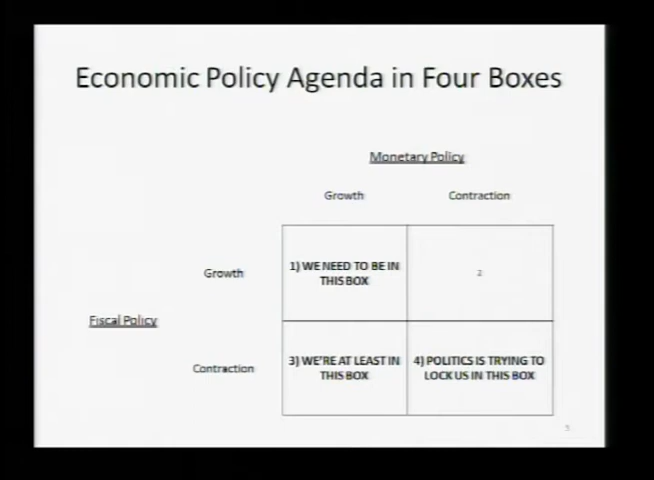 Economic Policy Agenda in Four Boxes
Monetary Policy
Growth
Contraction
Growth
1) WE NEED TO BE IN
THIS BOX
2
Fiscal Policy
Contraction
3) WE'RE AT LEAST IN
THIS BOX
4) POLITICS IS TRYING TO
LOCK US IN THIS BOX